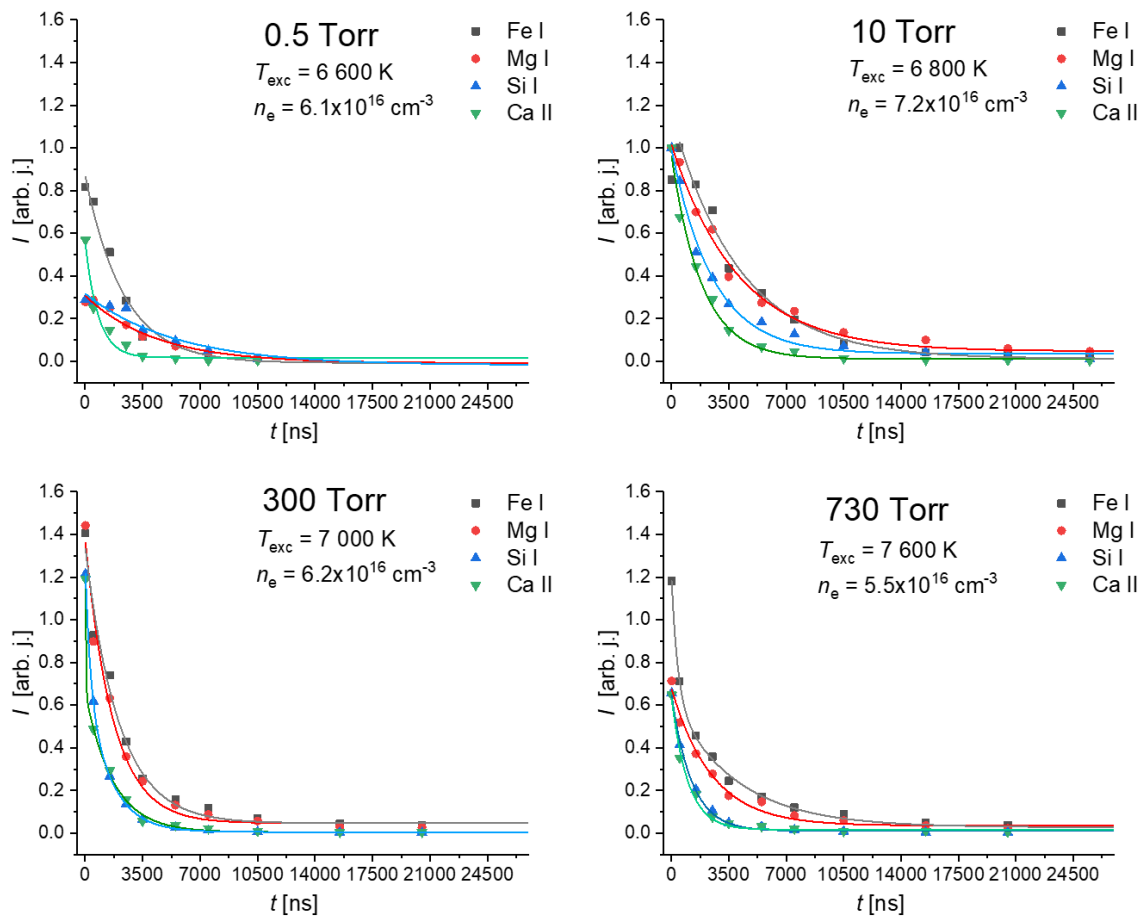 0.5 Torr
T_exc = 6 600 K
n_e = 6.1x10^16 cm^-3
Fe I
Mg I
Si I
Ca II
I [arb. j.]
1.6
1.4
1.2
1.0
0.8
0.6
0.4
0.2
0.0
0 3500 7000 10500 14000 17500 21000 24500
t [ns]
10 Torr
T_exc = 6 800 K
n_e = 7.2x10^16 cm^-3
Fe I
Mg I
Si I
Ca II
I [arb. j.]
1.6
1.4
1.2
1.0
0.8
0.6
0.4
0.2
0.0
0 3500 7000 10500 14000 17500 21000 24500
t [ns]
300 Torr
T_exc = 7 000 K
n_e = 6.2x10^16 cm^-3
Fe I
Mg I
Si I
Ca II
I [arb. j.]
1.6
1.4
1.2
1.0
0.8
0.6
0.4
0.2
0.0
0 3500 7000 10500 14000 17500 21000 24500
t [ns]
730 Torr
T_exc = 7 600 K
n_e = 5.5x10^16 cm^-3
Fe I
Mg I
Si I
Ca II
I [arb. j.]
1.6
1.4
1.2
1.0
0.8
0.6
0.4
0.2
0.0
0 3500 7000 10500 14000 17500 21000 24500
t [ns]